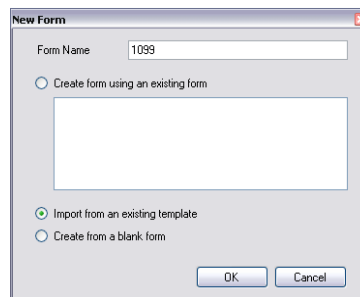 New Form
Form Name 1099
Create form using an existing form
Import from an existing template
Create from a blank form
OK Cancel